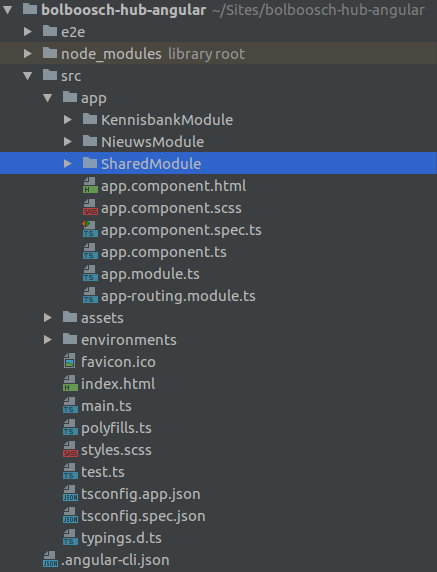 bolboosch-hub-angular ~/Sites/bolboosch-hub-angular
e2e
node_modules library root
src
app
KennisbankModule
NieuwsModule
SharedModule
app.component.html
app.component.scss
app.component.spec.ts
app.component.ts
app.module.ts
app-routing.module.ts
assets
environments
favicon.ico
index.html
main.ts
polyfills.ts
styles.scss
test.ts
tsconfig.app.json
tsconfig.spec.json
typings.d.ts
.angular-cli.json